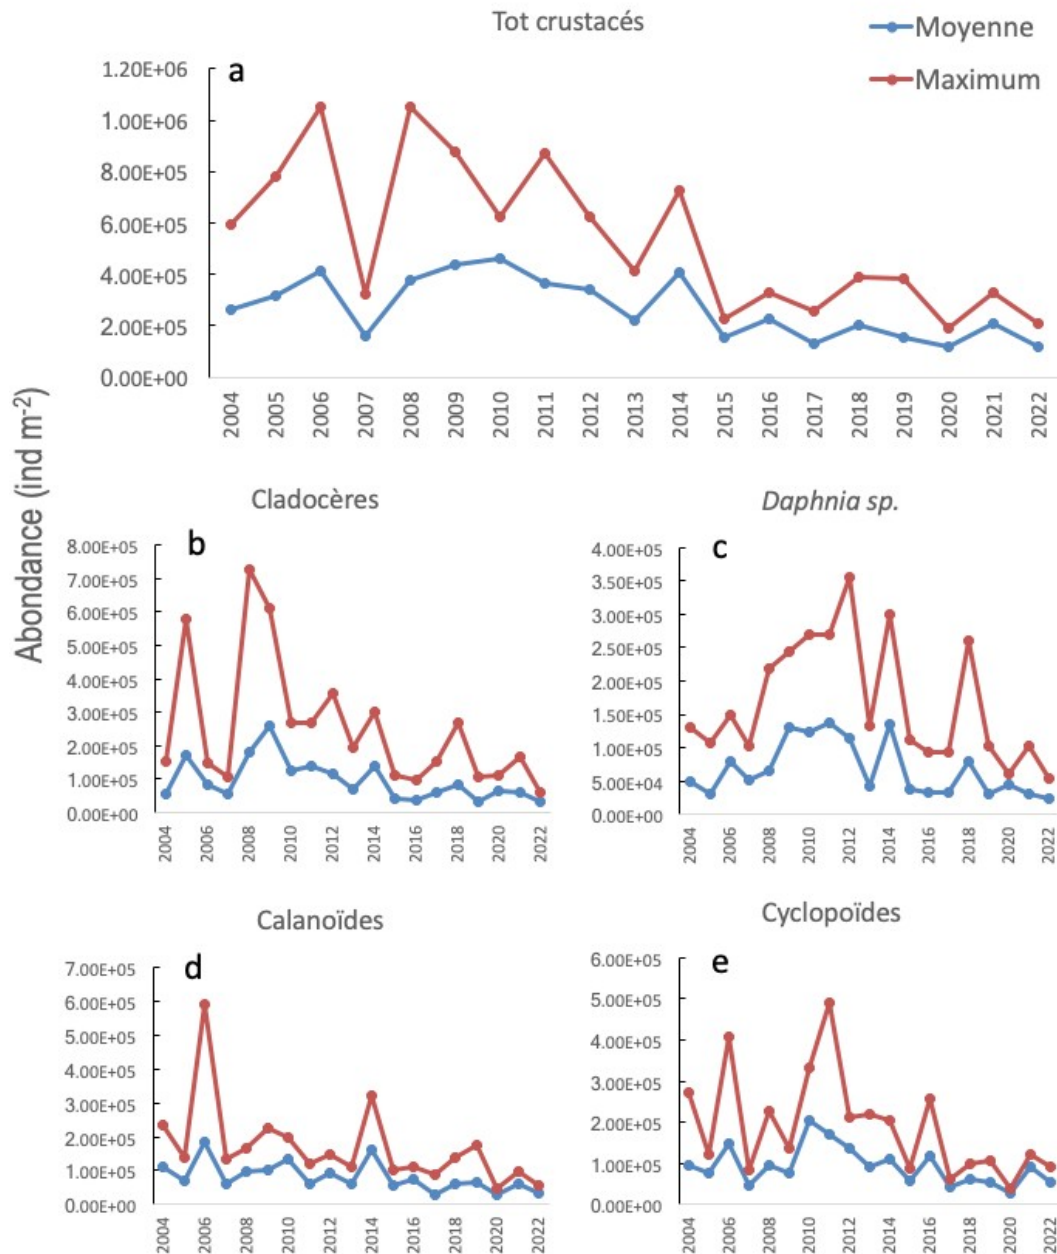 Tot crustacés
Moyenne
Maximum
a
1.20E+06
1.00E+06
8.00E+05
6.00E+05
4.00E+05
2.00E+05
0.00E+00
2004 2005 2006 2007 2008 2009 2010 2011 2012 2013 2014 2015 2016 2017 2018 2019 2020 2021 2022
Abondance (ind m-2)
Cladocères
b
8.00E+05
7.00E+05
6.00E+05
5.00E+05
4.00E+05
3.00E+05
2.00E+05
1.00E+05
0.00E+00
2004 2006 2008 2010 2012 2014 2016 2018 2020 2022
Daphnia sp.
c
4.00E+05
3.50E+05
3.00E+05
2.50E+05
2.00E+05
1.50E+05
1.00E+05
5.00E+04
0.00E+00
2004 2006 2008 2010 2012 2014 2016 2018 2020 2022
Calanoïdes
d
7.00E+05
6.00E+05
5.00E+05
4.00E+05
3.00E+05
2.00E+05
1.00E+05
0.00E+00
2004 2006 2008 2010 2012 2014 2016 2018 2020 2022
Cyclopoïdes
e
6.00E+05
5.00E+05
4.00E+05
3.00E+05
2.00E+05
1.00E+05
0.00E+00
2004 2006 2008 2010 2012 2014 2016 2018 2020 2022